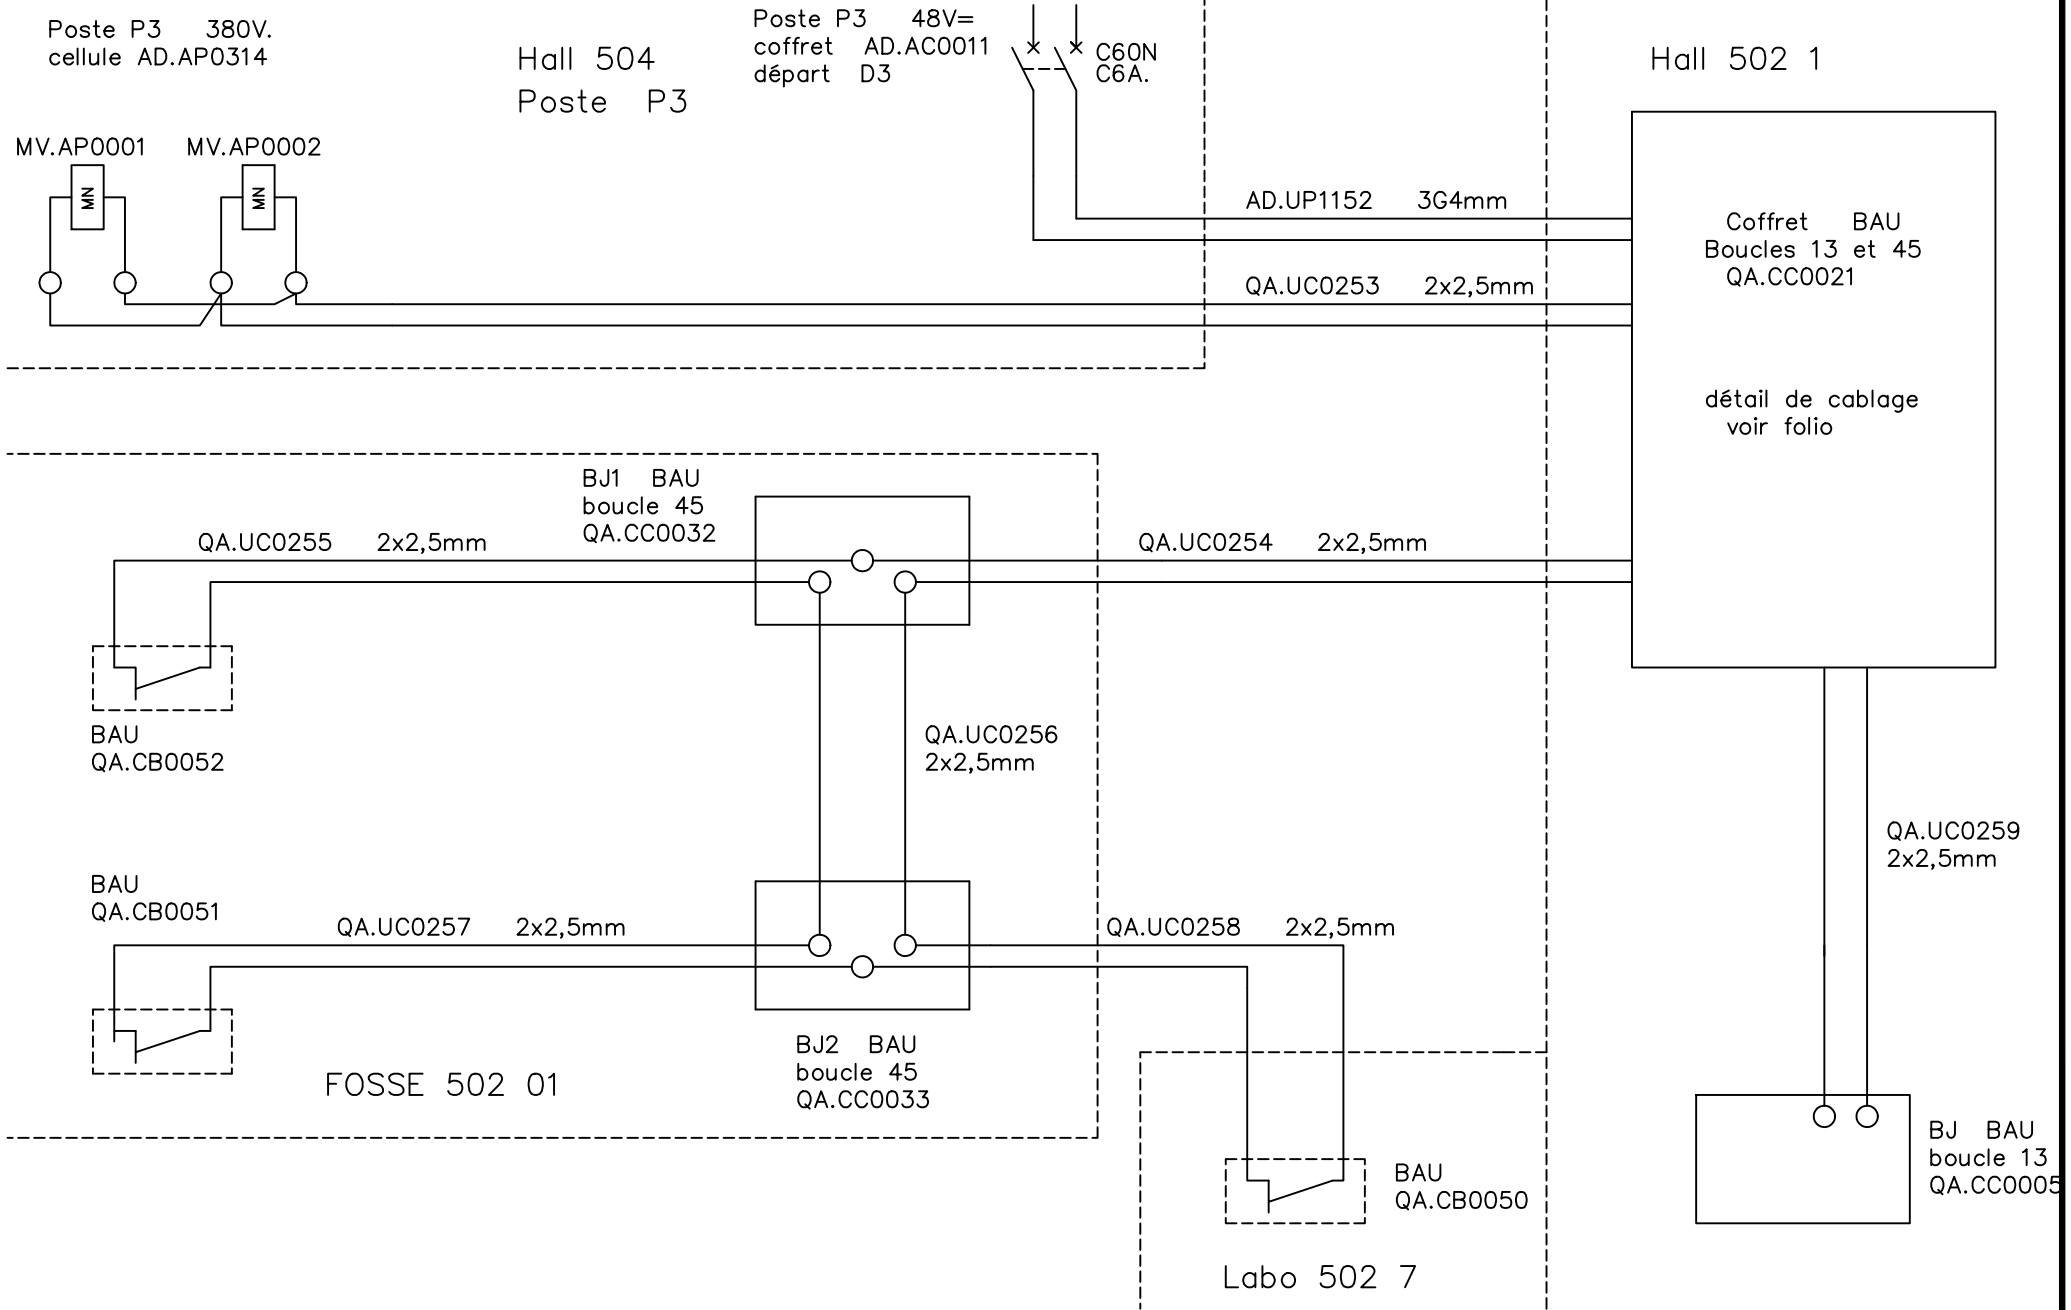 Poste P3 380V.
cellule AD.AP0314
Hall 504
Poste P3
Poste P3 48V=
coffret AD.AC0011
départ D3
C60N
C6A.
Hall 502 1
MV.AP0001
MV.AP0002
MN
MN
AD.UP1152 3G4mm
QA.UC0253 2x2,5mm
Coffret BAU
Boucles 13 et 45
QA.CC0021
détail de cablage
voir folio
BJ1 BAU
boucle 45
QA.CC0032
QA.UC0255 2x2,5mm
QA.UC0254 2x2,5mm
BAU
QA.CB0052
QA.UC0256
2x2,5mm
QA.UC0259
2x2,5mm
BAU
QA.CB0051
QA.UC0257 2x2,5mm
QA.UC0258 2x2,5mm
BJ2 BAU
boucle 45
QA.CC0033
FOSSE 502 01
BJ BAU
boucle 13
QA.CC0005
BAU
QA.CB0050
Labo 502 7